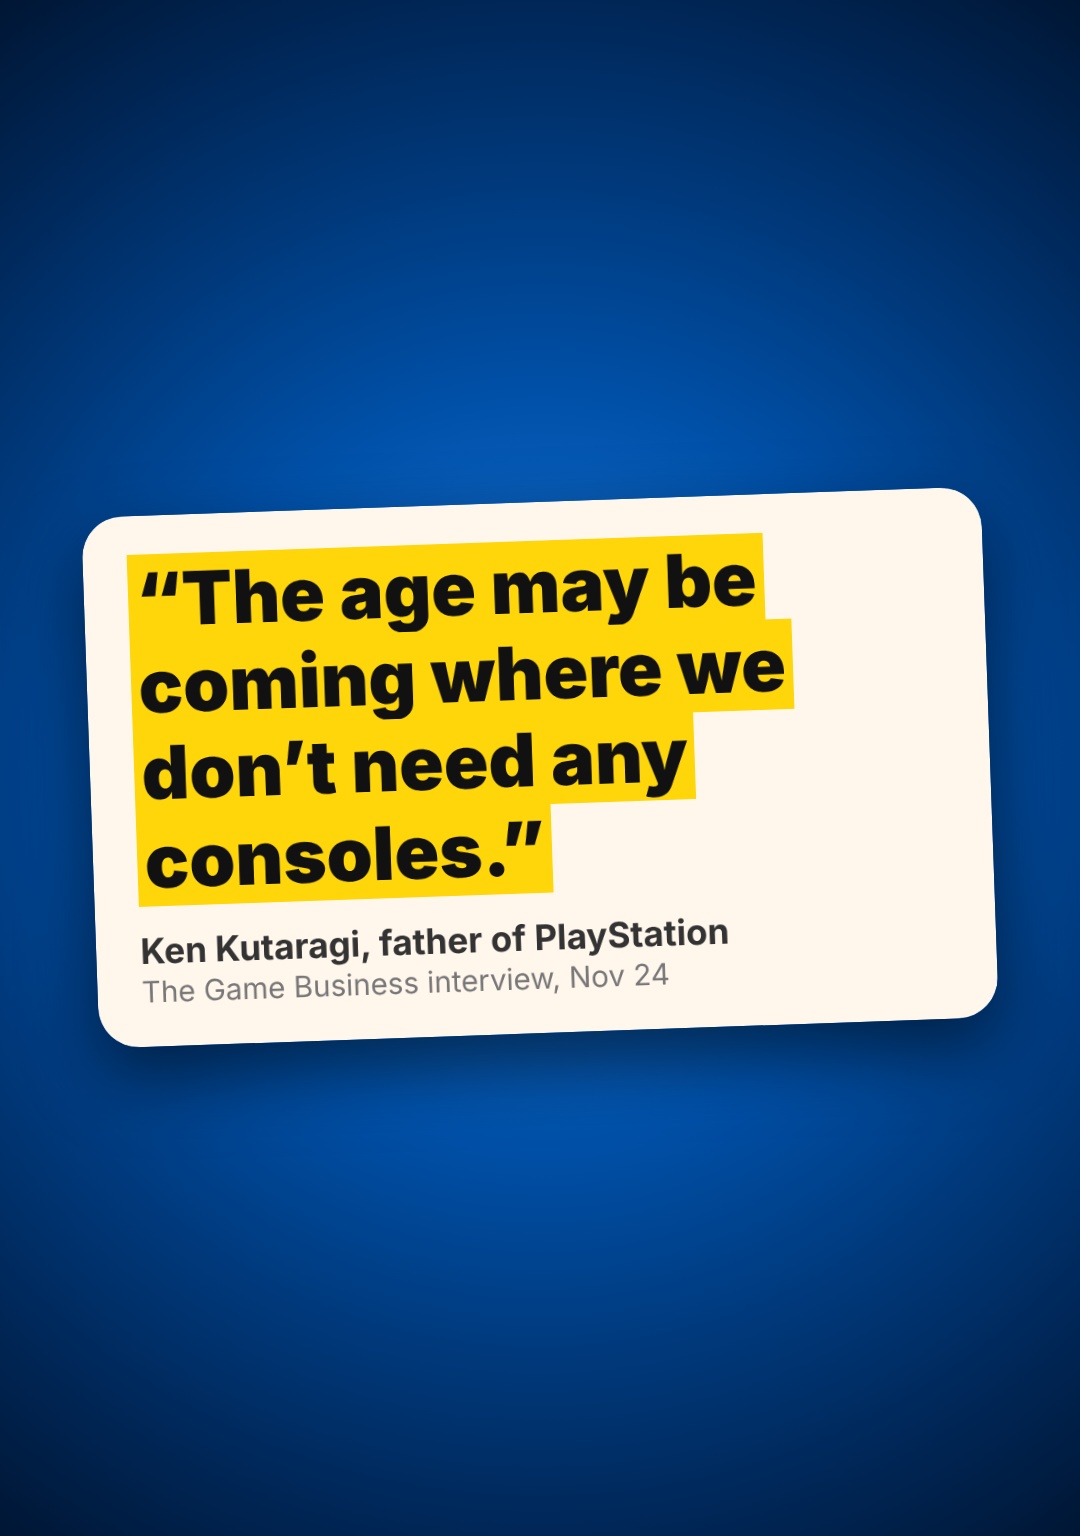 “The age may be
coming where we
don’t need any
consoles.”
Ken Kutaragi, father of PlayStation
The Game Business interview, Nov 24